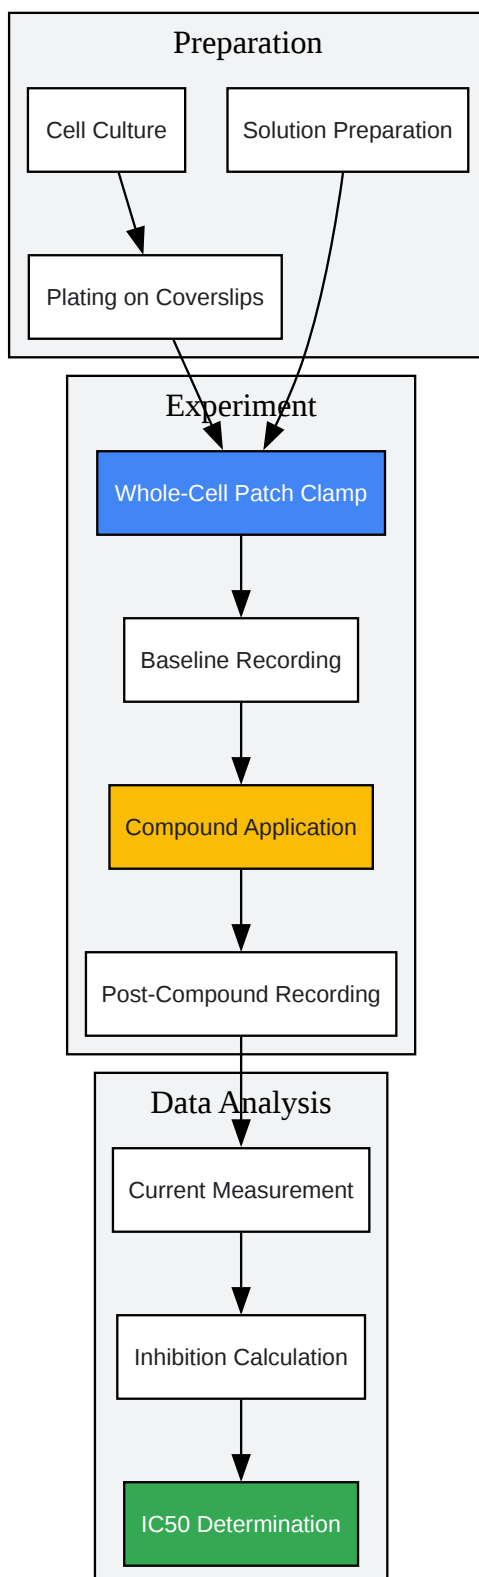 Preparation
Cell Culture
Solution Preparation
Plating on Coverslips
Experiment
Whole-Cell Patch Clamp
Baseline Recording
Compound Application
Post-Compound Recording
Data Analysis
Current Measurement
Inhibition Calculation
IC50 Determination